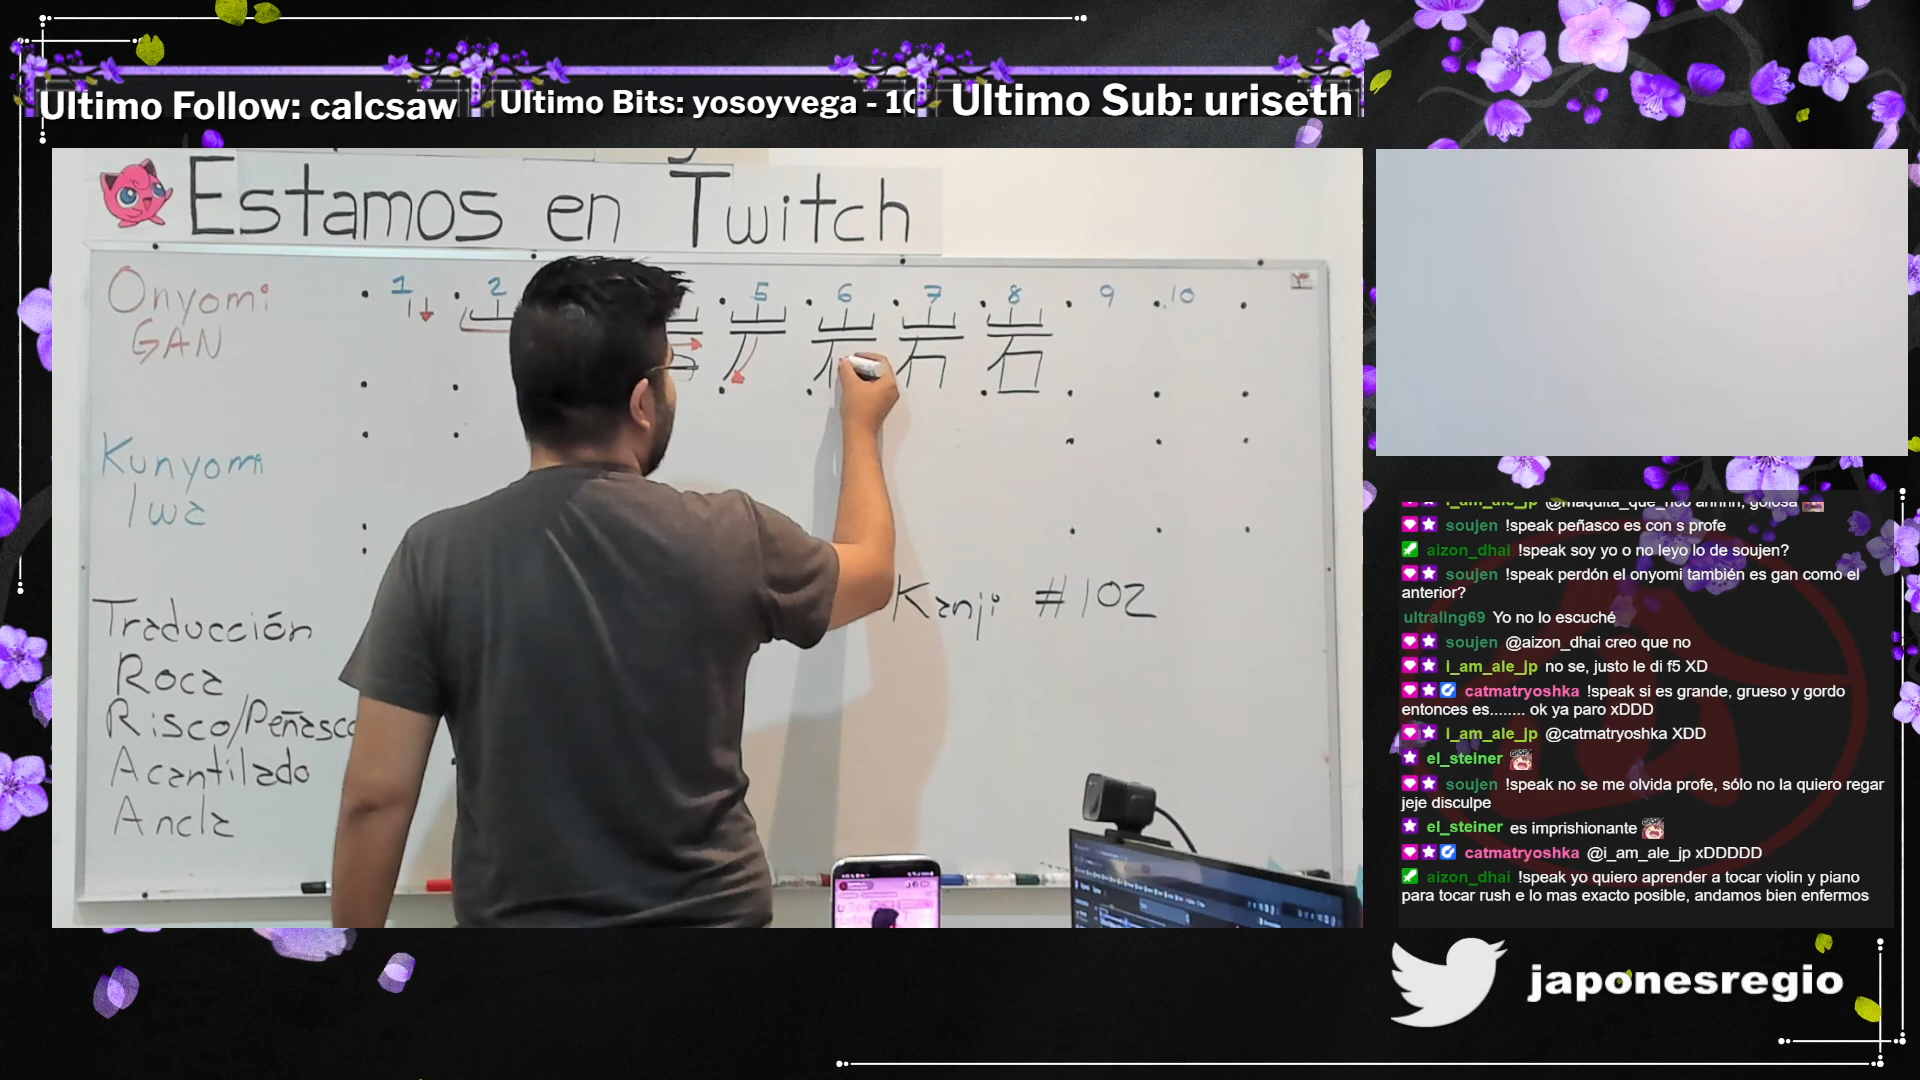 Ultimo Follow: calcsaw
Ultimo Bits: yosoyvega - 10
Ultimo Sub: uriseth
Estamos en Twitch
Onyomi
GAN
1 2 5 6 7 8 9 10
Kunyomi
Iwa
Traducción
Roca
Risco/Peñasco
Acantilado
Ancla
Kanji #102
i_am_ale_jp @maquita_que_rico ahhhh, golosa
soujen !speak peñasco es con s profe
aizon_dhai !speak soy yo o no leyo lo de soujen?
soujen !speak perdón el onyomi también es gan como el
anterior?
ultraling69 Yo no lo escuché
soujen @aizon_dhai creo que no
i_am_ale_jp no se, justo le di f5 XD
catmatryoshka !speak si es grande, grueso y gordo
entonces es........ ok ya paro xDDD
i_am_ale_jp @catmatryoshka XDD
el_steiner
soujen !speak no se me olvida profe, sólo no la quiero regar
jeje disculpe
el_steiner es imprishionante
catmatryoshka @i_am_ale_jp xDDDDD
aizon_dhai !speak yo quiero aprender a tocar violin y piano
para tocar rush e lo mas exacto posible, andamos bien enfermos
japonesregio